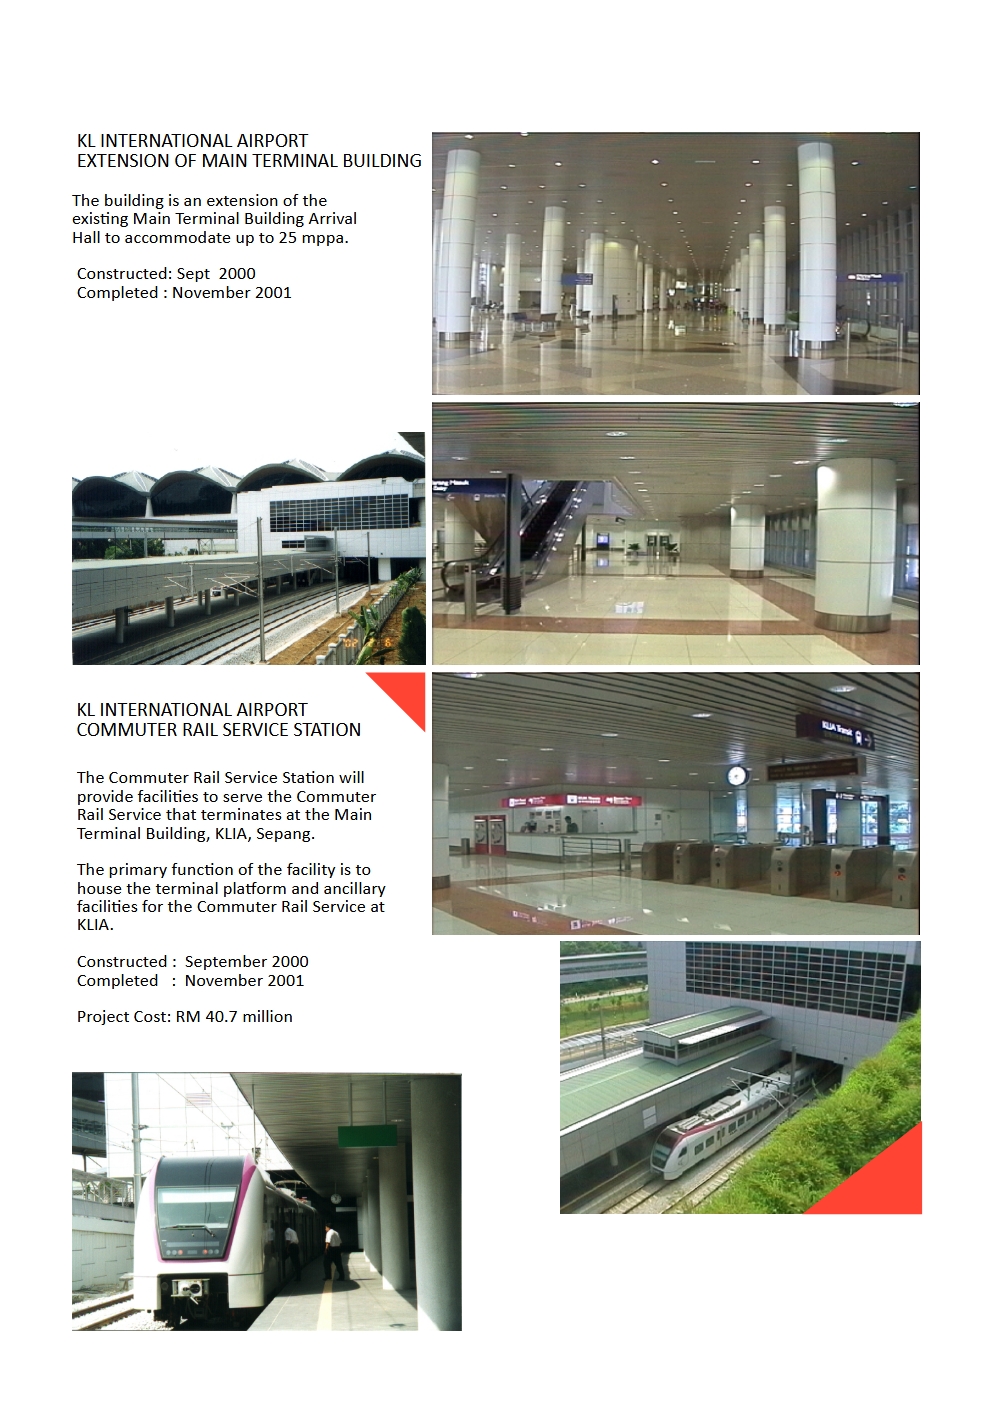 KL INTERNATIONAL AIRPORT
EXTENSION OF MAIN TERMINAL BUILDING
The building is an extension of the
existing Main Terminal Building Arrival
Hall to accommodate up to 25 mppa.
Constructed: Sept  2000
Completed : November 2001
KL INTERNATIONAL AIRPORT
COMMUTER RAIL SERVICE STATION
The Commuter Rail Service Station will
provide facilities to serve the Commuter
Rail Service that terminates at the Main
Terminal Building, KLIA, Sepang.
The primary function of the facility is to
house the terminal platform and ancillary
facilities for the Commuter Rail Service at
KLIA.
Constructed :  September 2000
Completed   :  November 2001
Project Cost: RM 40.7 million
KLIA Transit